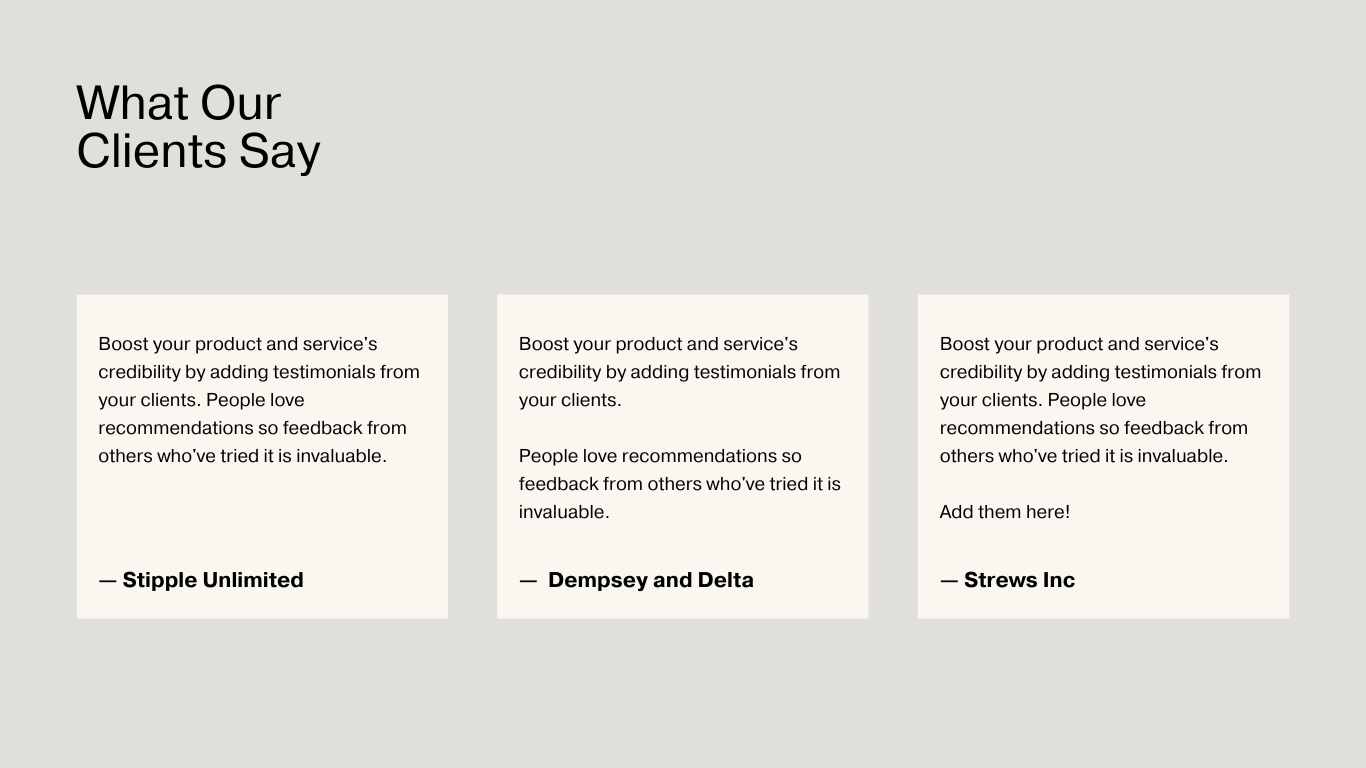 What Our
Clients Say
Boost your product and service's
credibility by adding testimonials from
your clients. People love
recommendations so feedback from
others who've tried it is invaluable.
— Stipple Unlimited
Boost your product and service's
credibility by adding testimonials from
your clients.
People love recommendations so
feedback from others who've tried it is
invaluable.
— Dempsey and Delta
Boost your product and service's
credibility by adding testimonials from
your clients. People love
recommendations so feedback from
others who've tried it is invaluable.
Add them here!
— Strews Inc